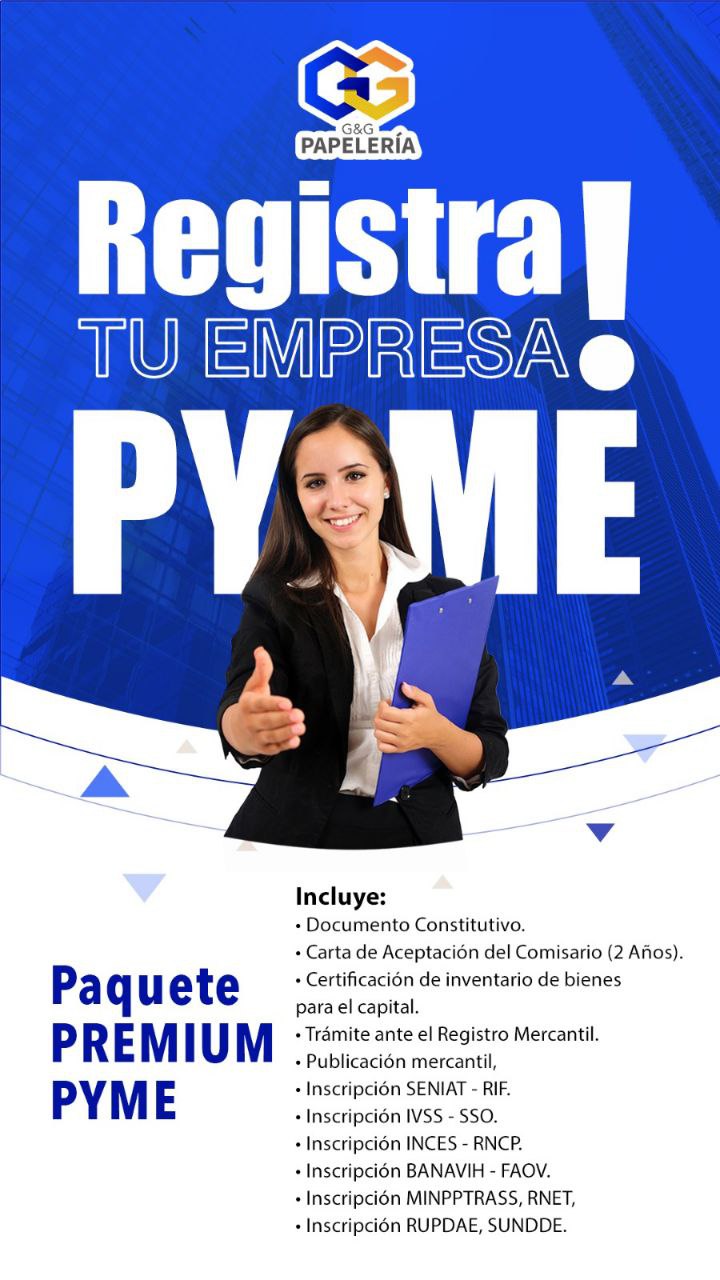 G&G
PAPELERÍA
Registra!
TU EMPRESA
PYME
Incluye:
• Documento Constitutivo.
• Carta de Aceptación del Comisario (2 Años).
• Certificación de inventario de bienes
para el capital.
• Trámite ante el Registro Mercantil.
• Publicación mercantil,
• Inscripción SENIAT - RIF.
• Inscripción IVSS - SSO.
• Inscripción INCES - RNCP.
• Inscripción BANAVIH - FAOV.
• Inscripción MINPPTRASS, RNET,
• Inscripción RUPDAE, SUNDDE.
Paquete
PREMIUM
PYME